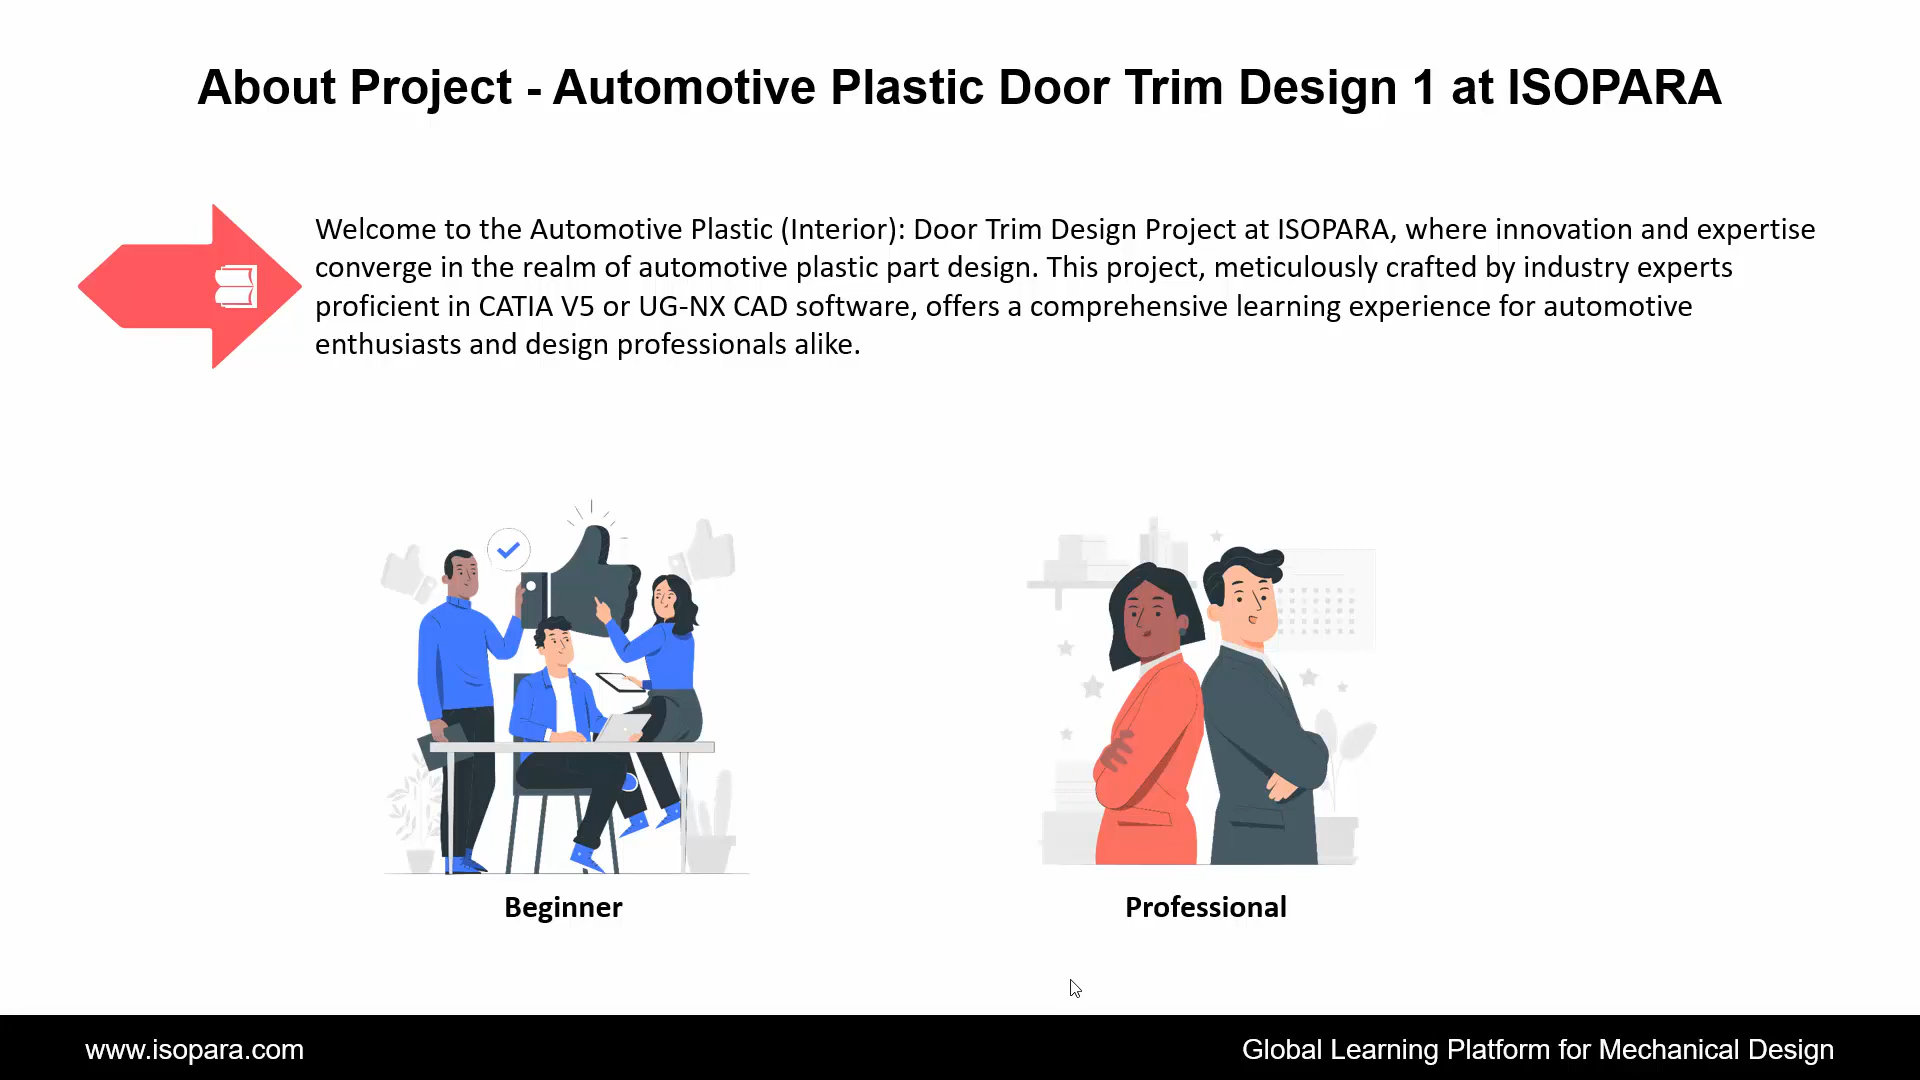 About Project - Automotive Plastic Door Trim Design 1 at ISOPARA
Welcome to the Automotive Plastic (Interior): Door Trim Design Project at ISOPARA, where innovation and expertise
converge in the realm of automotive plastic part design. This project, meticulously crafted by industry experts
proficient in CATIA V5 or UG-NX CAD software, offers a comprehensive learning experience for automotive
enthusiasts and design professionals alike.
Beginner
Professional
www.isopara.com
Global Learning Platform for Mechanical Design